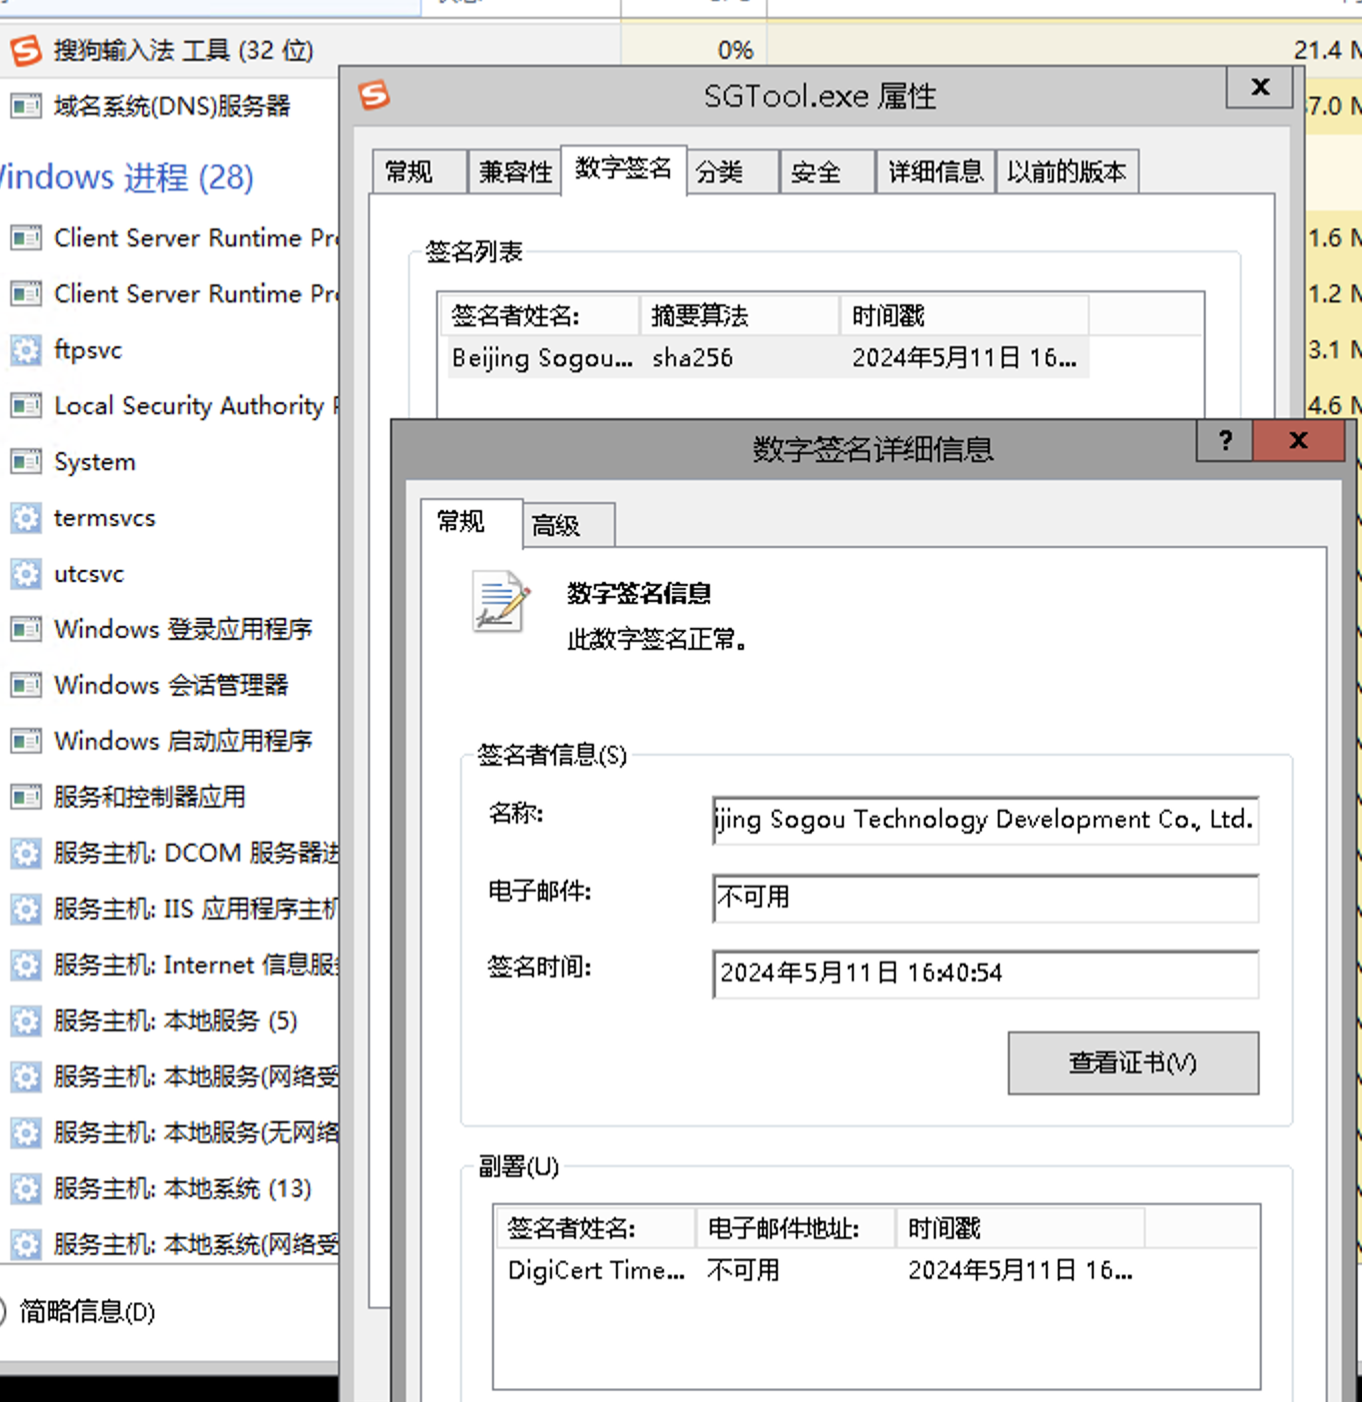 搜狗输入法 工具 (32 位)
0%
21.4 M
域名系统(DNS)服务器
7.0 M
Windows 进程 (28)
Client Server Runtime Pr
1.6 M
Client Server Runtime Pr
1.2 M
ftpsvc
3.1 M
Local Security Authority
4.6 M
System
termsvcs
utcsvc
Windows 登录应用程序
Windows 会话管理器
Windows 启动应用程序
服务和控制器应用
服务主机: DCOM 服务器进
服务主机: IIS 应用程序主机
服务主机: Internet 信息服务
服务主机: 本地服务 (5)
服务主机: 本地服务(网络受
服务主机: 本地服务(无网络
服务主机: 本地系统 (13)
服务主机: 本地系统(网络受
简略信息(D)
SGTool.exe 属性
x
常规 兼容性 数字签名 分类 安全 详细信息 以前的版本
签名列表
签名者姓名: 摘要算法 时间戳
Beijing Sogou... sha256 2024年5月11日 16...
数字签名详细信息
? x
常规 高级
数字签名信息
此数字签名正常。
签名者信息(S)
名称: ijing Sogou Technology Development Co., Ltd.
电子邮件: 不可用
签名时间: 2024年5月11日 16:40:54
查看证书(V)
副署(U)
签名者姓名: 电子邮件地址: 时间戳
DigiCert Time... 不可用 2024年5月11日 16...